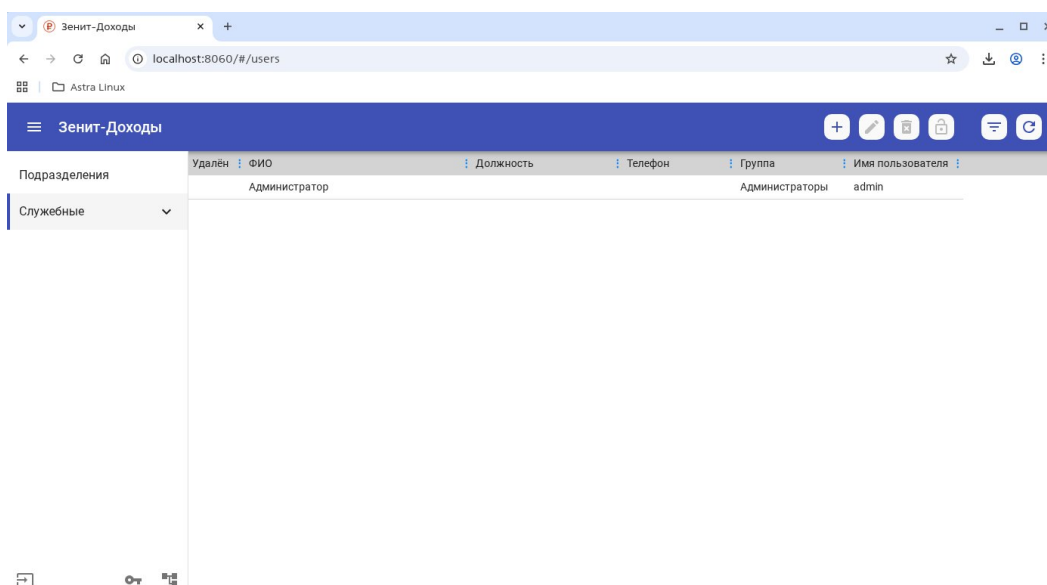 Зенит-Доходы
localhost:8060/#/users
Astra Linux
Зенит-Доходы
Подразделения
Служебные
Удалён ФИО Должность Телефон Группа Имя пользователя
Администратор Администраторы admin